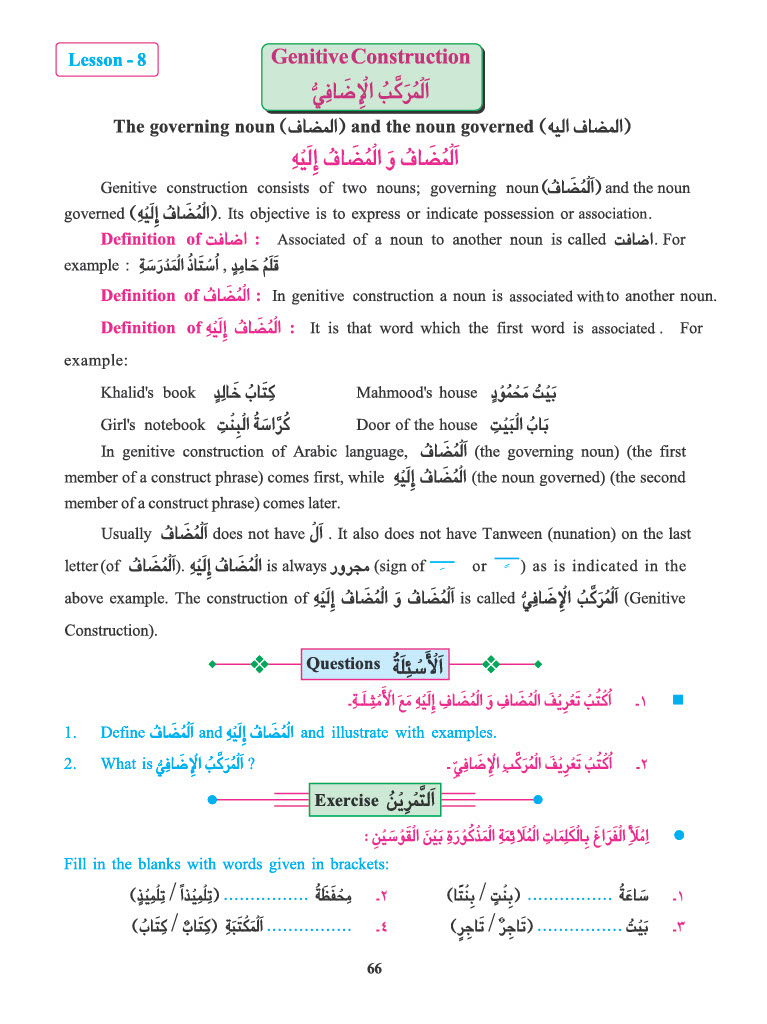 Lesson - 8
Genitive Construction
اَلْمُرَكَّبُ الْإِضَافِيُّ
The governing noun (المضاف) and the noun governed (المضاف اليه)
اَلْمُضَافُ وَ الْمُضَافُ إِلَيْهِ
Genitive construction consists of two nouns; governing noun (اَلْمُضَافُ) and the noun
governed (اَلْمُضَافُ إِلَيْهِ). Its objective is to express or indicate possession or association.
Definition of اضافت : Associated of a noun to another noun is called اضافت. For
example : قَلَمُ حَامِدٍ , اُسْتَاذُ الْمَدْرَسَةِ
Definition of اَلْمُضَافُ : In genitive construction a noun is associated with to another noun.
Definition of اَلْمُضَافُ إِلَيْهِ : It is that word which the first word is associated . For
example:
Khalid's book كِتَابُ خَالِدٍ Mahmood's house بَيْتُ مَحْمُوْدٍ
Girl's notebook كُرَّاسَةُ الْبِنْتِ Door of the house بَابُ الْبَيْتِ
In genitive construction of Arabic language, اَلْمُضَافُ (the governing noun) (the first
member of a construct phrase) comes first, while اَلْمُضَافُ إِلَيْهِ (the noun governed) (the second
member of a construct phrase) comes later.
Usually اَلْمُضَافُ does not have اَلْ . It also does not have Tanween (nunation) on the last
letter (of اَلْمُضَافُ). اَلْمُضَافُ إِلَيْهِ is always مجرور (sign of ـِ or ـٍ ) as is indicated in the
above example. The construction of اَلْمُضَافُ وَ الْمُضَافُ إِلَيْهِ is called اَلْمُرَكَّبُ الْإِضَافِيُّ (Genitive
Construction).
Questions اَلْأَسْئِلَةُ
١ـ اُكْتُبْ تَعْرِيْفَ الْمُضَافِ وَ الْمُضَافِ إِلَيْهِ مَعَ الْأَمْثِلَةِ۔
1. Define اَلْمُضَافُ and اَلْمُضَافُ إِلَيْهِ and illustrate with examples.
2. What is اَلْمُرَكَّبُ الْإِضَافِيُّ ? ٢ـ اُكْتُبْ تَعْرِيْفَ الْمُرَكَّبِ الْإِضَافِيِّ۔
Exercise اَلتَّمْرِيْنُ
اِمْلَأْ الْفَرَاغَ بِالْكَلِمَاتِ الْمُلَائِمَةِ الْمَذْكُوْرَةِ بَيْنَ الْقَوْسَيْنِ :
Fill in the blanks with words given in brackets:
١ـ سَاعَةُ ................ (بِنْتٍ / بِنْتًا) ٢ـ مِحْفَظَةُ ................ (تِلْمِيْذاً / تِلْمِيْذٍ)
٣ـ بَيْتُ ................ (تَاجِرٌ / تَاجِرٍ) ٤ـ ................ اَلْمَكْتَبَةِ (كِتَابٌ / كِتَابُ)
66